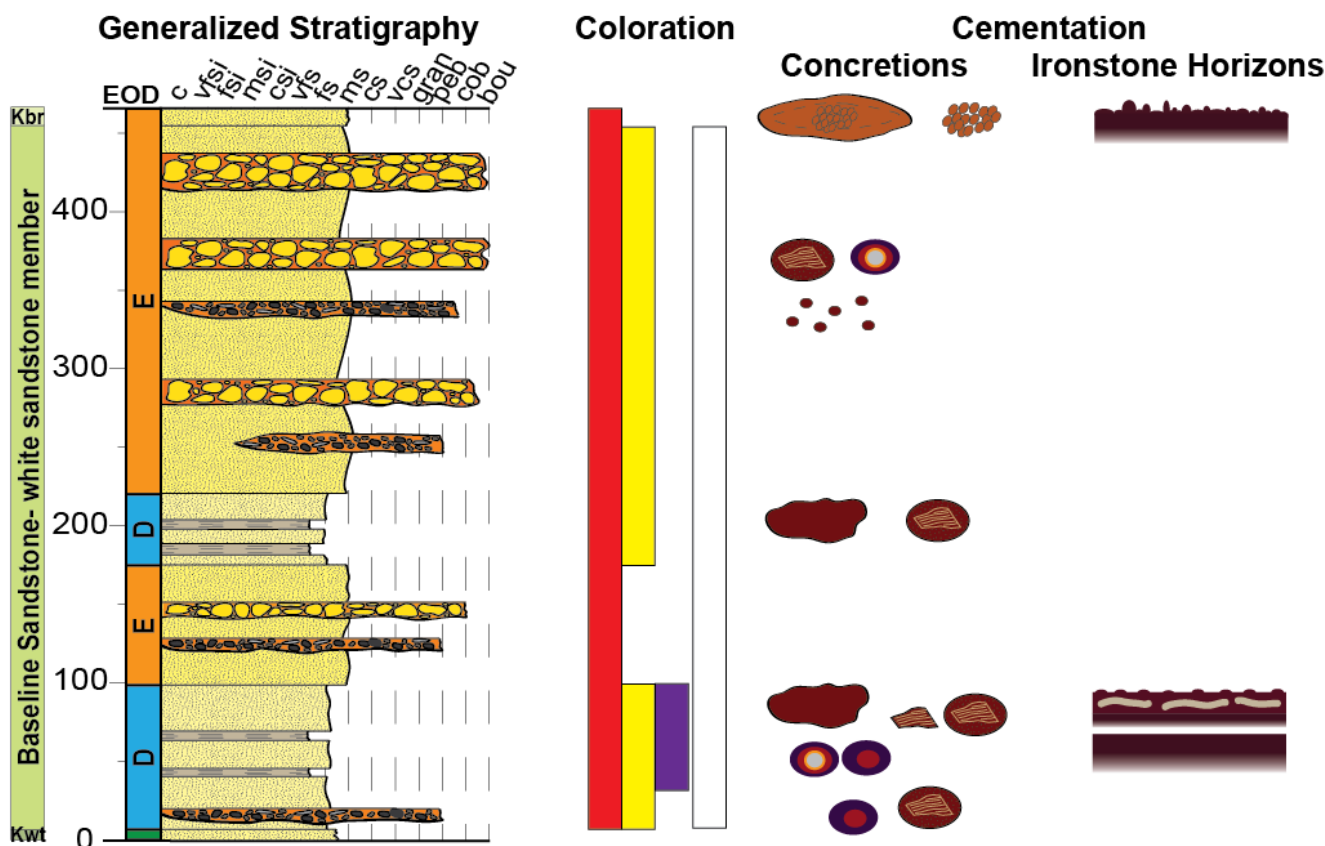 Generalized Stratigraphy
Coloration
Cementation
Concretions
Ironstone Horizons
EOD
c
vfsi
fsi
msi
csi
vfs
fs
ms
cs
vcs
gran
peb
cob
bou
Kbr
Baseline Sandstone- white sandstone member
Kwt
400
300
200
100
0
E
D
E
D